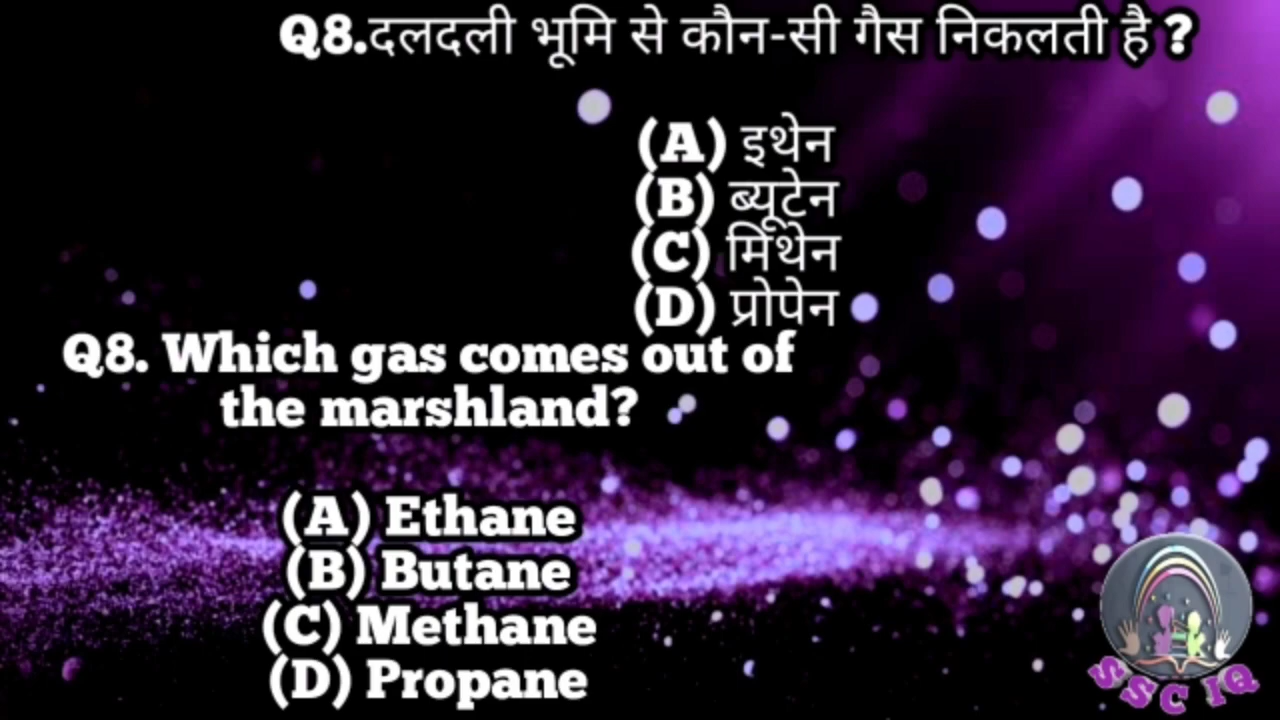 Q8.दलदली भूमि से कौन-सी गैस निकलती है ?
(A) इथेन
(B) ब्यूटेन
(C) मिथेन
(D) प्रोपेन
Q8. Which gas comes out of
the marshland?
(A) Ethane
(B) Butane
(C) Methane
(D) Propane
SSC IQ